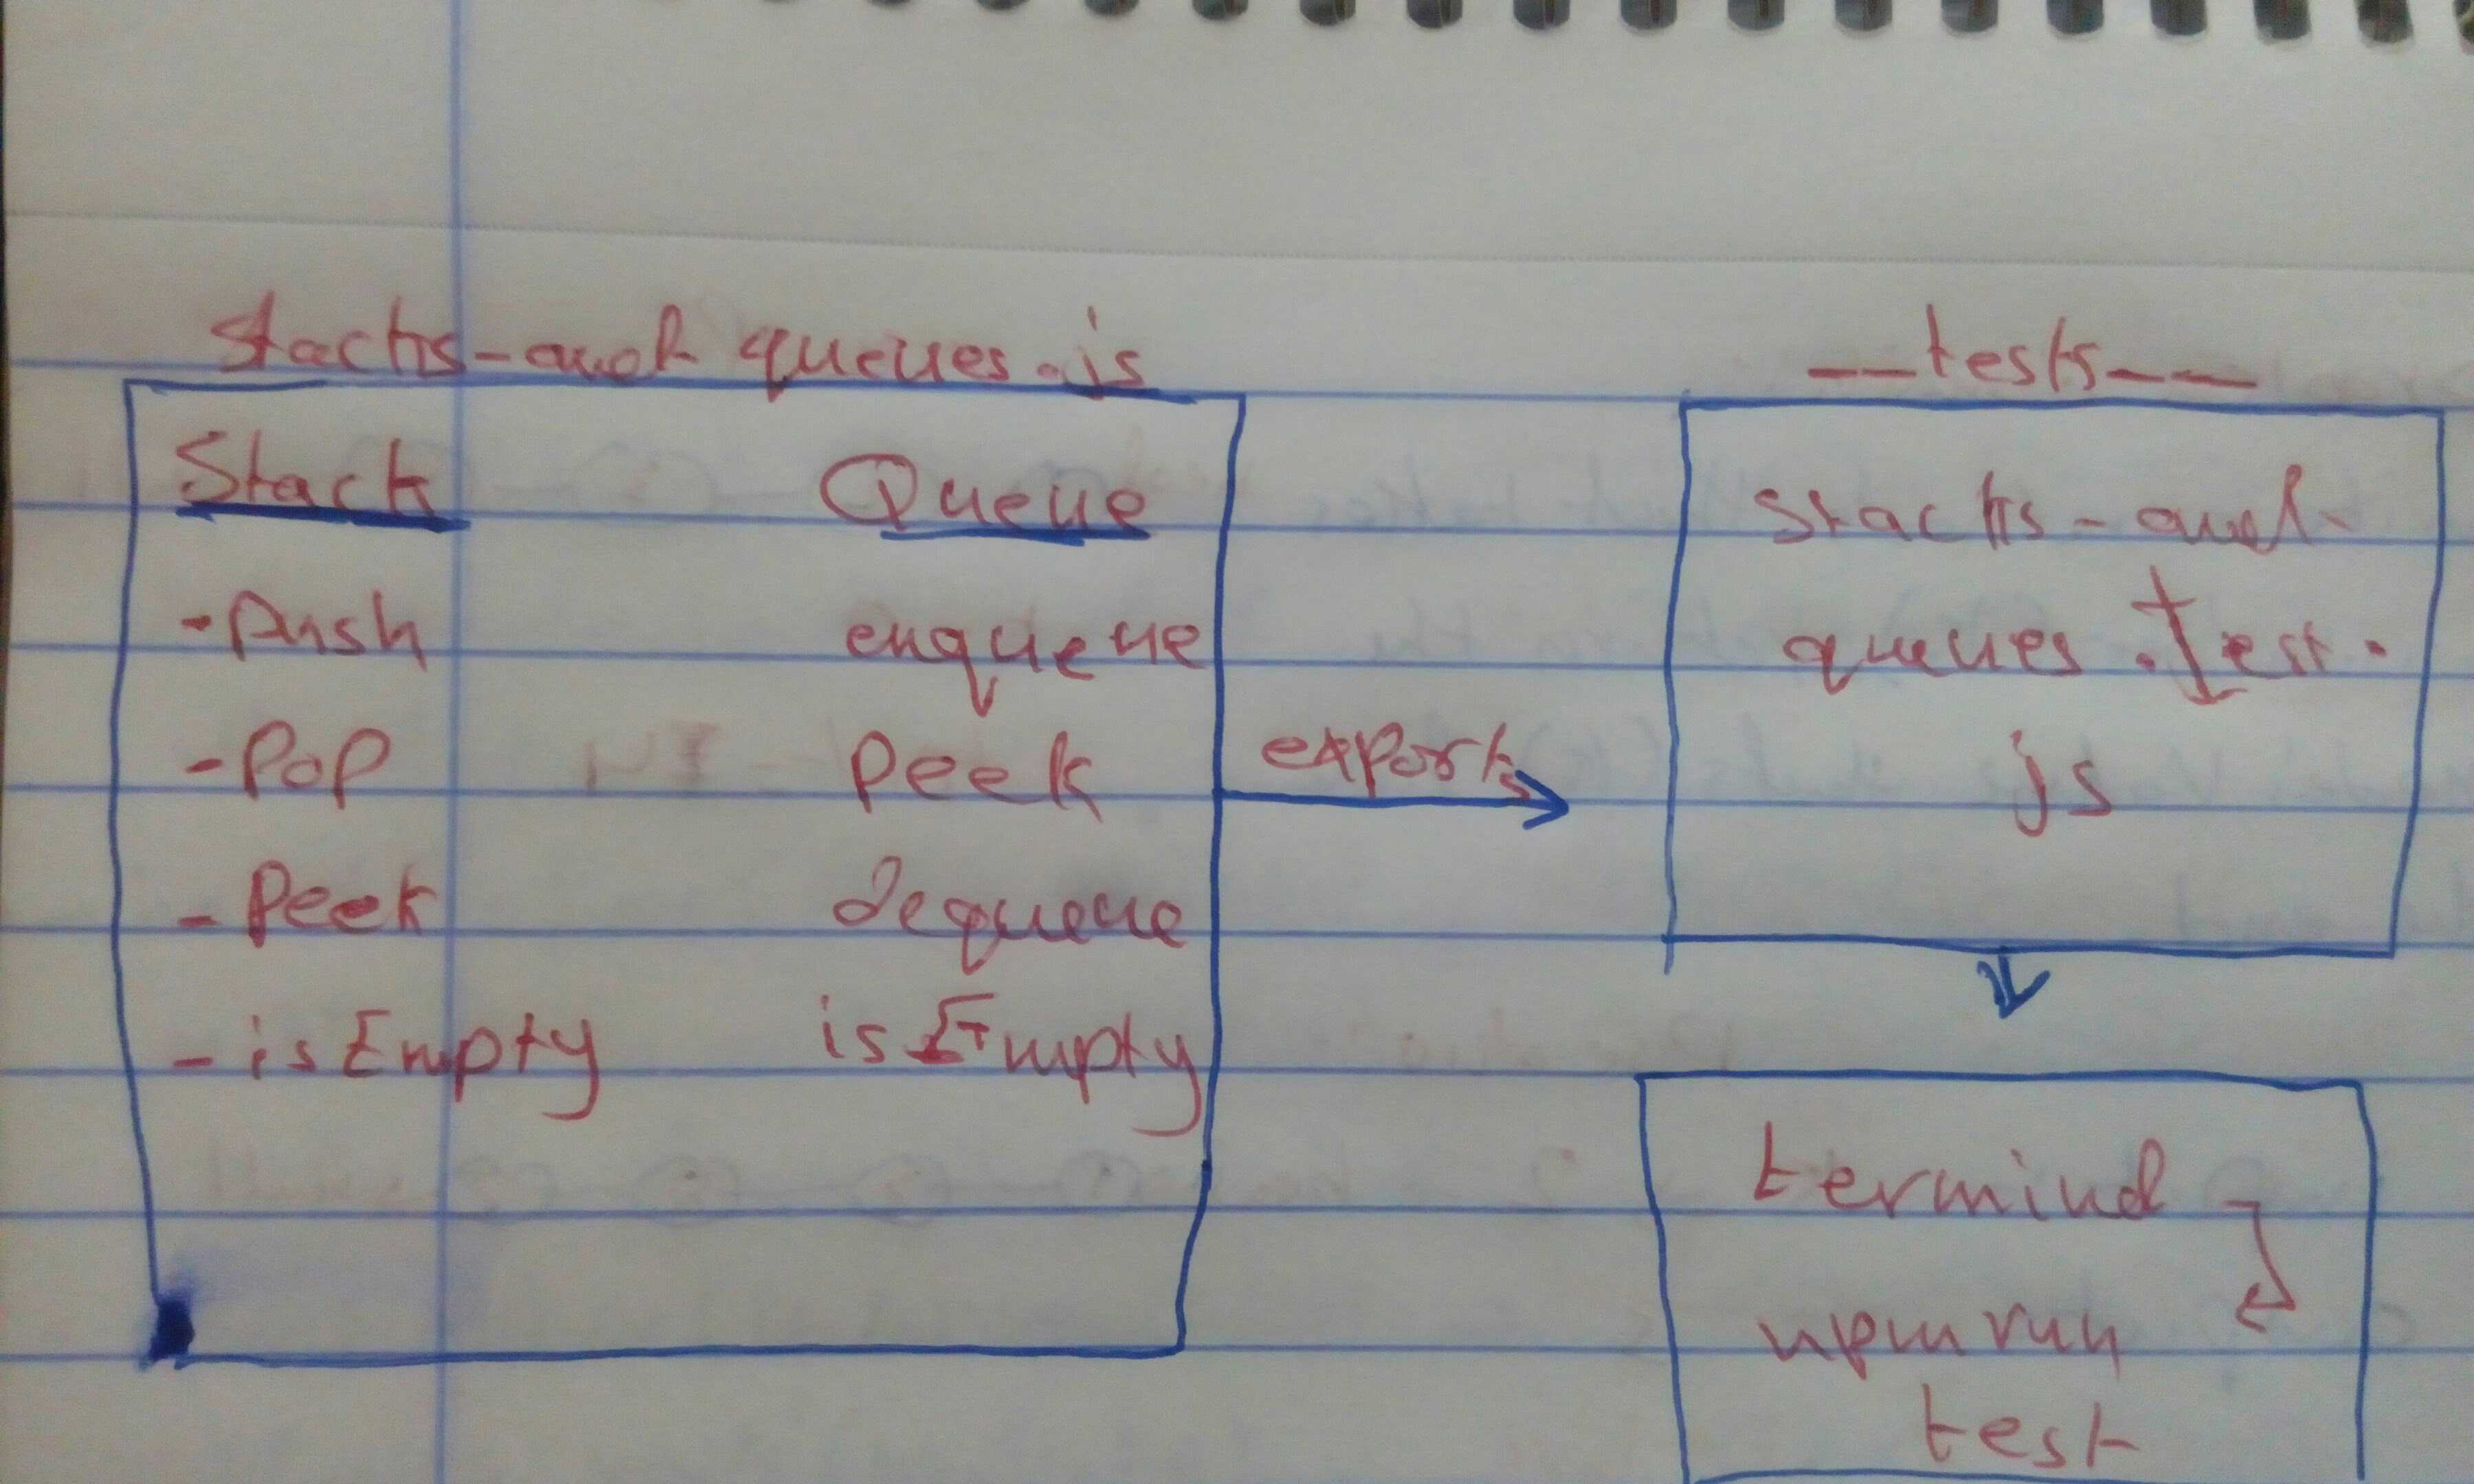 stacks-and queues.js
Stack
- Push
- Pop
- Peek
- isEmpty
Queue
enqueue
Peek
dequeue
isEmpty
exports
__tests__
stacks-and-
queues.test.
js
terminal
npm run
test